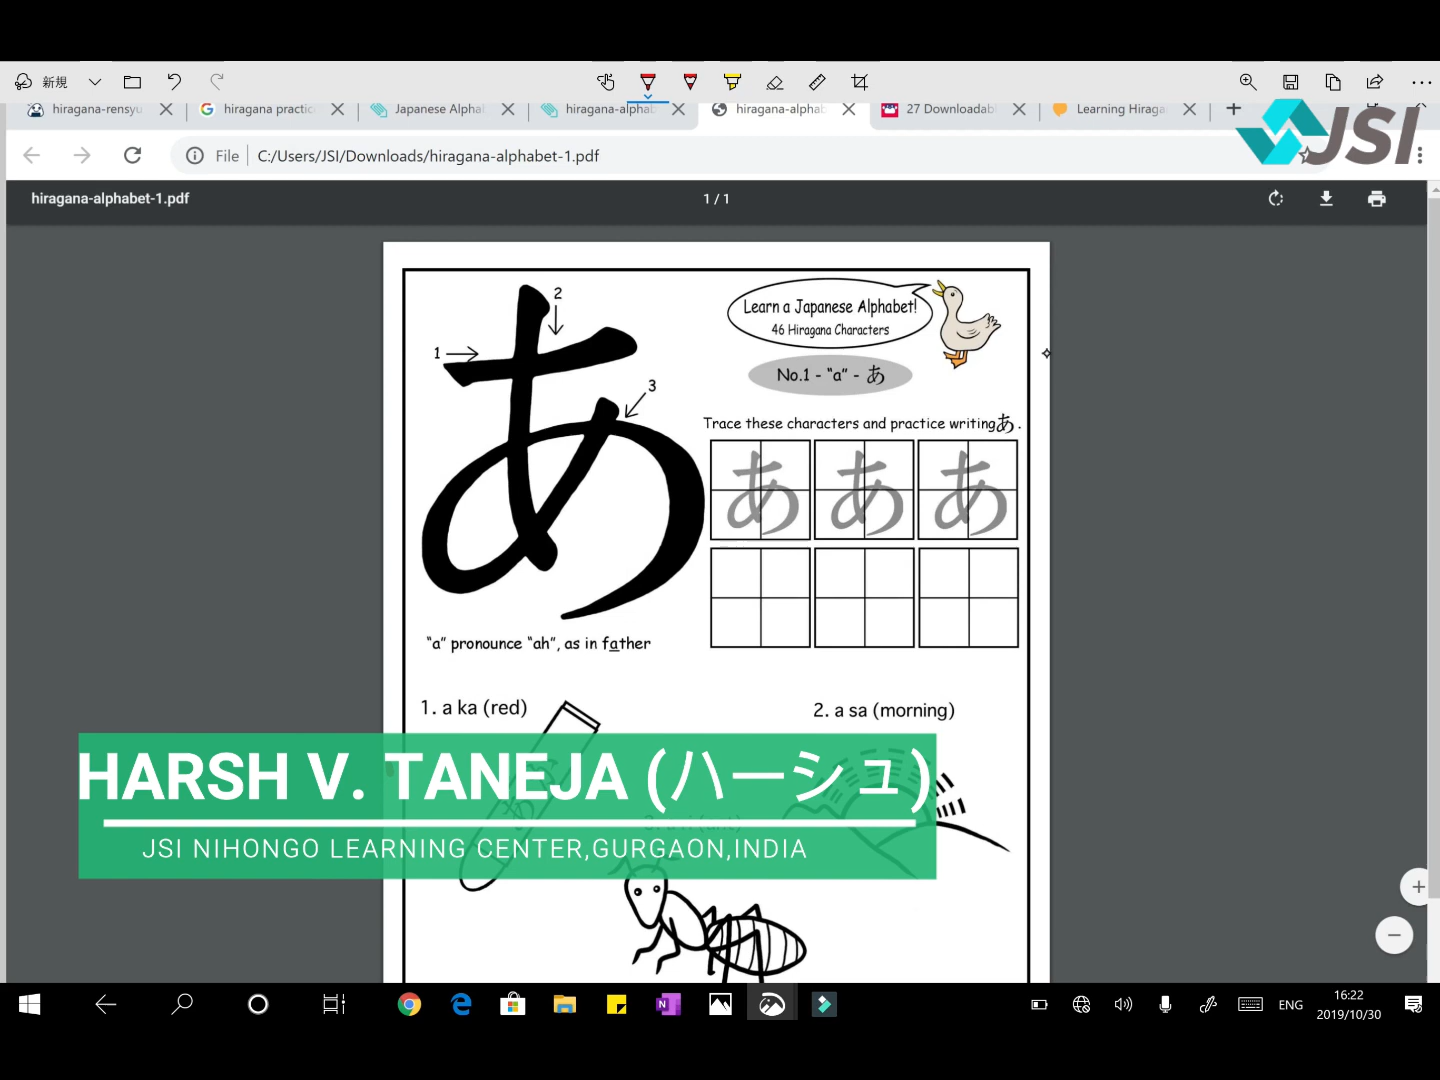 新規
hiragana-rensyu
hiragana practic
Japanese Alphal
hiragana-alphab
hiragana-alphab
27 Downloadabl
Learning Hiraga
JSI
File
C:/Users/JSI/Downloads/hiragana-alphabet-1.pdf
hiragana-alphabet-1.pdf
1 / 1
1
2
3
あ
Learn a Japanese Alphabet!
46 Hiragana Characters
No.1 - “a” - あ
Trace these characters and practice writing あ .
あ あ あ
“a” pronounce “ah”, as in father
1. a ka (red)
2. a sa (morning)
HARSH V. TANEJA (ハーシュ)
JSI NIHONGO LEARNING CENTER,GURGAON,INDIA
ENG
16:22
2019/10/30